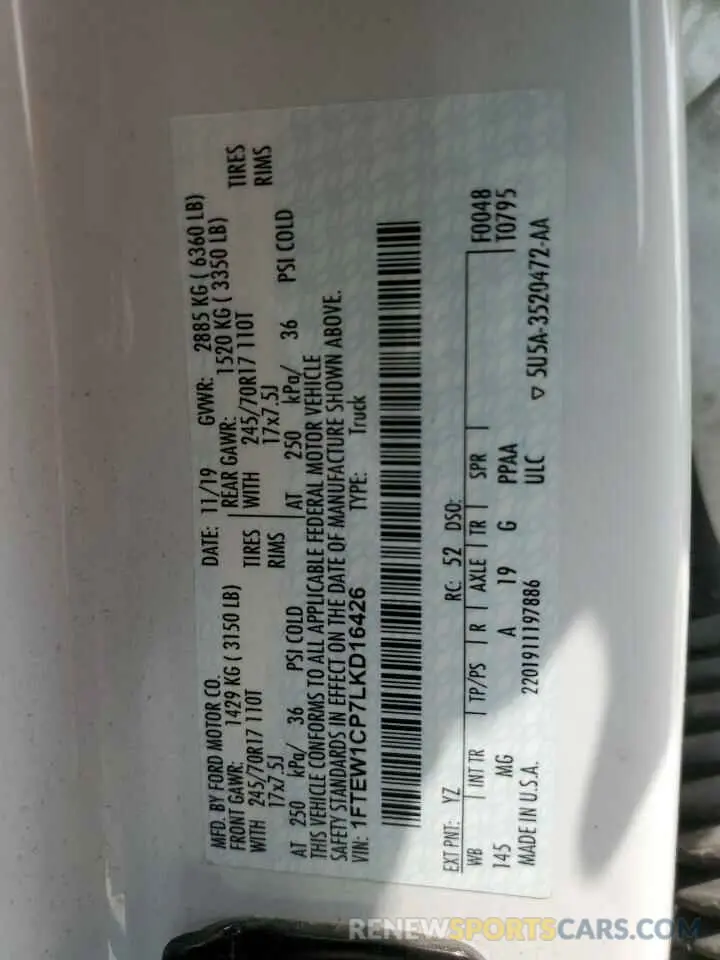 MFD. BY FORD MOTOR CO. DATE: 11/19 GVWR: 2885 KG ( 6360 LB)
FRONT GAWR: 1429 KG ( 3150 LB) REAR GAWR: 1520 KG ( 3350 LB)
WITH 245/70R17 110T TIRES WITH 245/70R17 110T TIRES
17x7.5J RIMS 17x7.5J RIMS
AT 250 kPa/ 36 PSI COLD AT 250 kPa/ 36 PSI COLD
THIS VEHICLE CONFORMS TO ALL APPLICABLE FEDERAL MOTOR VEHICLE
SAFETY STANDARDS IN EFFECT ON THE DATE OF MANUFACTURE SHOWN ABOVE.
VIN: 1FTEW1CP7LKD16426 TYPE: Truck
EXT PNT: YZ RC: 52 DSO: F0048
WB INT TR TP/PS R AXLE TR SPR T0795
145 MG A 19 G PPAA
MADE IN U.S.A. 2201911197886 ULC ▽ 5U5A-3520472-AA
RENEWSPORTSCARS.COM